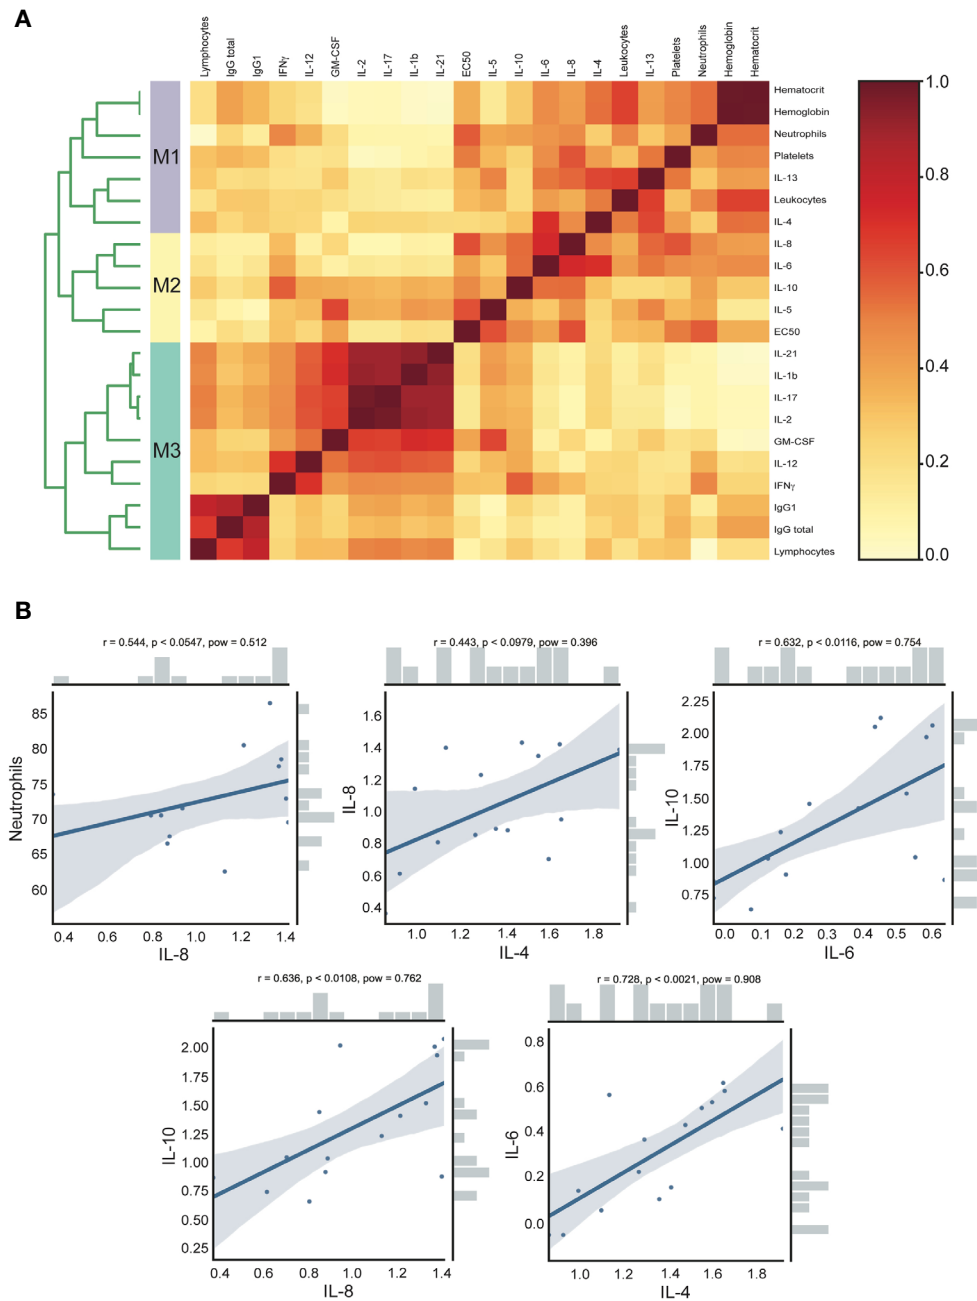 A
Lymphocytes
IgG total
IgG1
IFNγ
IL-12
GM-CSF
IL-2
IL-17
IL-1b
IL-21
EC50
IL-5
IL-10
IL-6
IL-8
IL-4
Leukocytes
IL-13
Platelets
Neutrophils
Hemoglobin
Hematocrit
M1
M2
M3
Hematocrit
Hemoglobin
Neutrophils
Platelets
IL-13
Leukocytes
IL-4
IL-8
IL-6
IL-10
IL-5
EC50
IL-21
IL-1b
IL-17
IL-2
GM-CSF
IL-12
IFNγ
IgG1
IgG total
Lymphocytes
1.0
0.8
0.6
0.4
0.2
0.0
B
r = 0.544, p < 0.0547, pow = 0.512
85
80
75
70
65
60
Neutrophils
0.4 0.6 0.8 1.0 1.2 1.4
IL-8
r = 0.443, p < 0.0979, pow = 0.396
1.6
1.4
1.2
1.0
0.8
0.6
0.4
IL-8
1.0 1.2 1.4 1.6 1.8
IL-4
r = 0.632, p < 0.0116, pow = 0.754
2.25
2.00
1.75
1.50
1.25
1.00
0.75
IL-10
0.0 0.1 0.2 0.3 0.4 0.5 0.6
IL-6
r = 0.636, p < 0.0108, pow = 0.762
2.00
1.75
1.50
1.25
1.00
0.75
0.50
0.25
IL-10
0.4 0.6 0.8 1.0 1.2 1.4
IL-8
r = 0.728, p < 0.0021, pow = 0.908
0.8
0.6
0.4
0.2
0.0
IL-6
1.0 1.2 1.4 1.6 1.8
IL-4